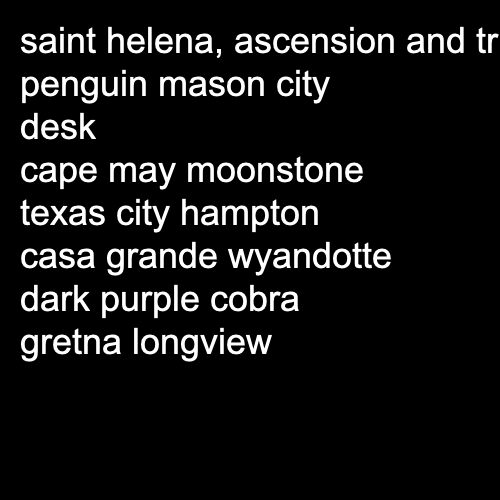 saint helena, ascension and tr
penguin mason city
desk
cape may moonstone
texas city hampton
casa grande wyandotte
dark purple cobra
gretna longview